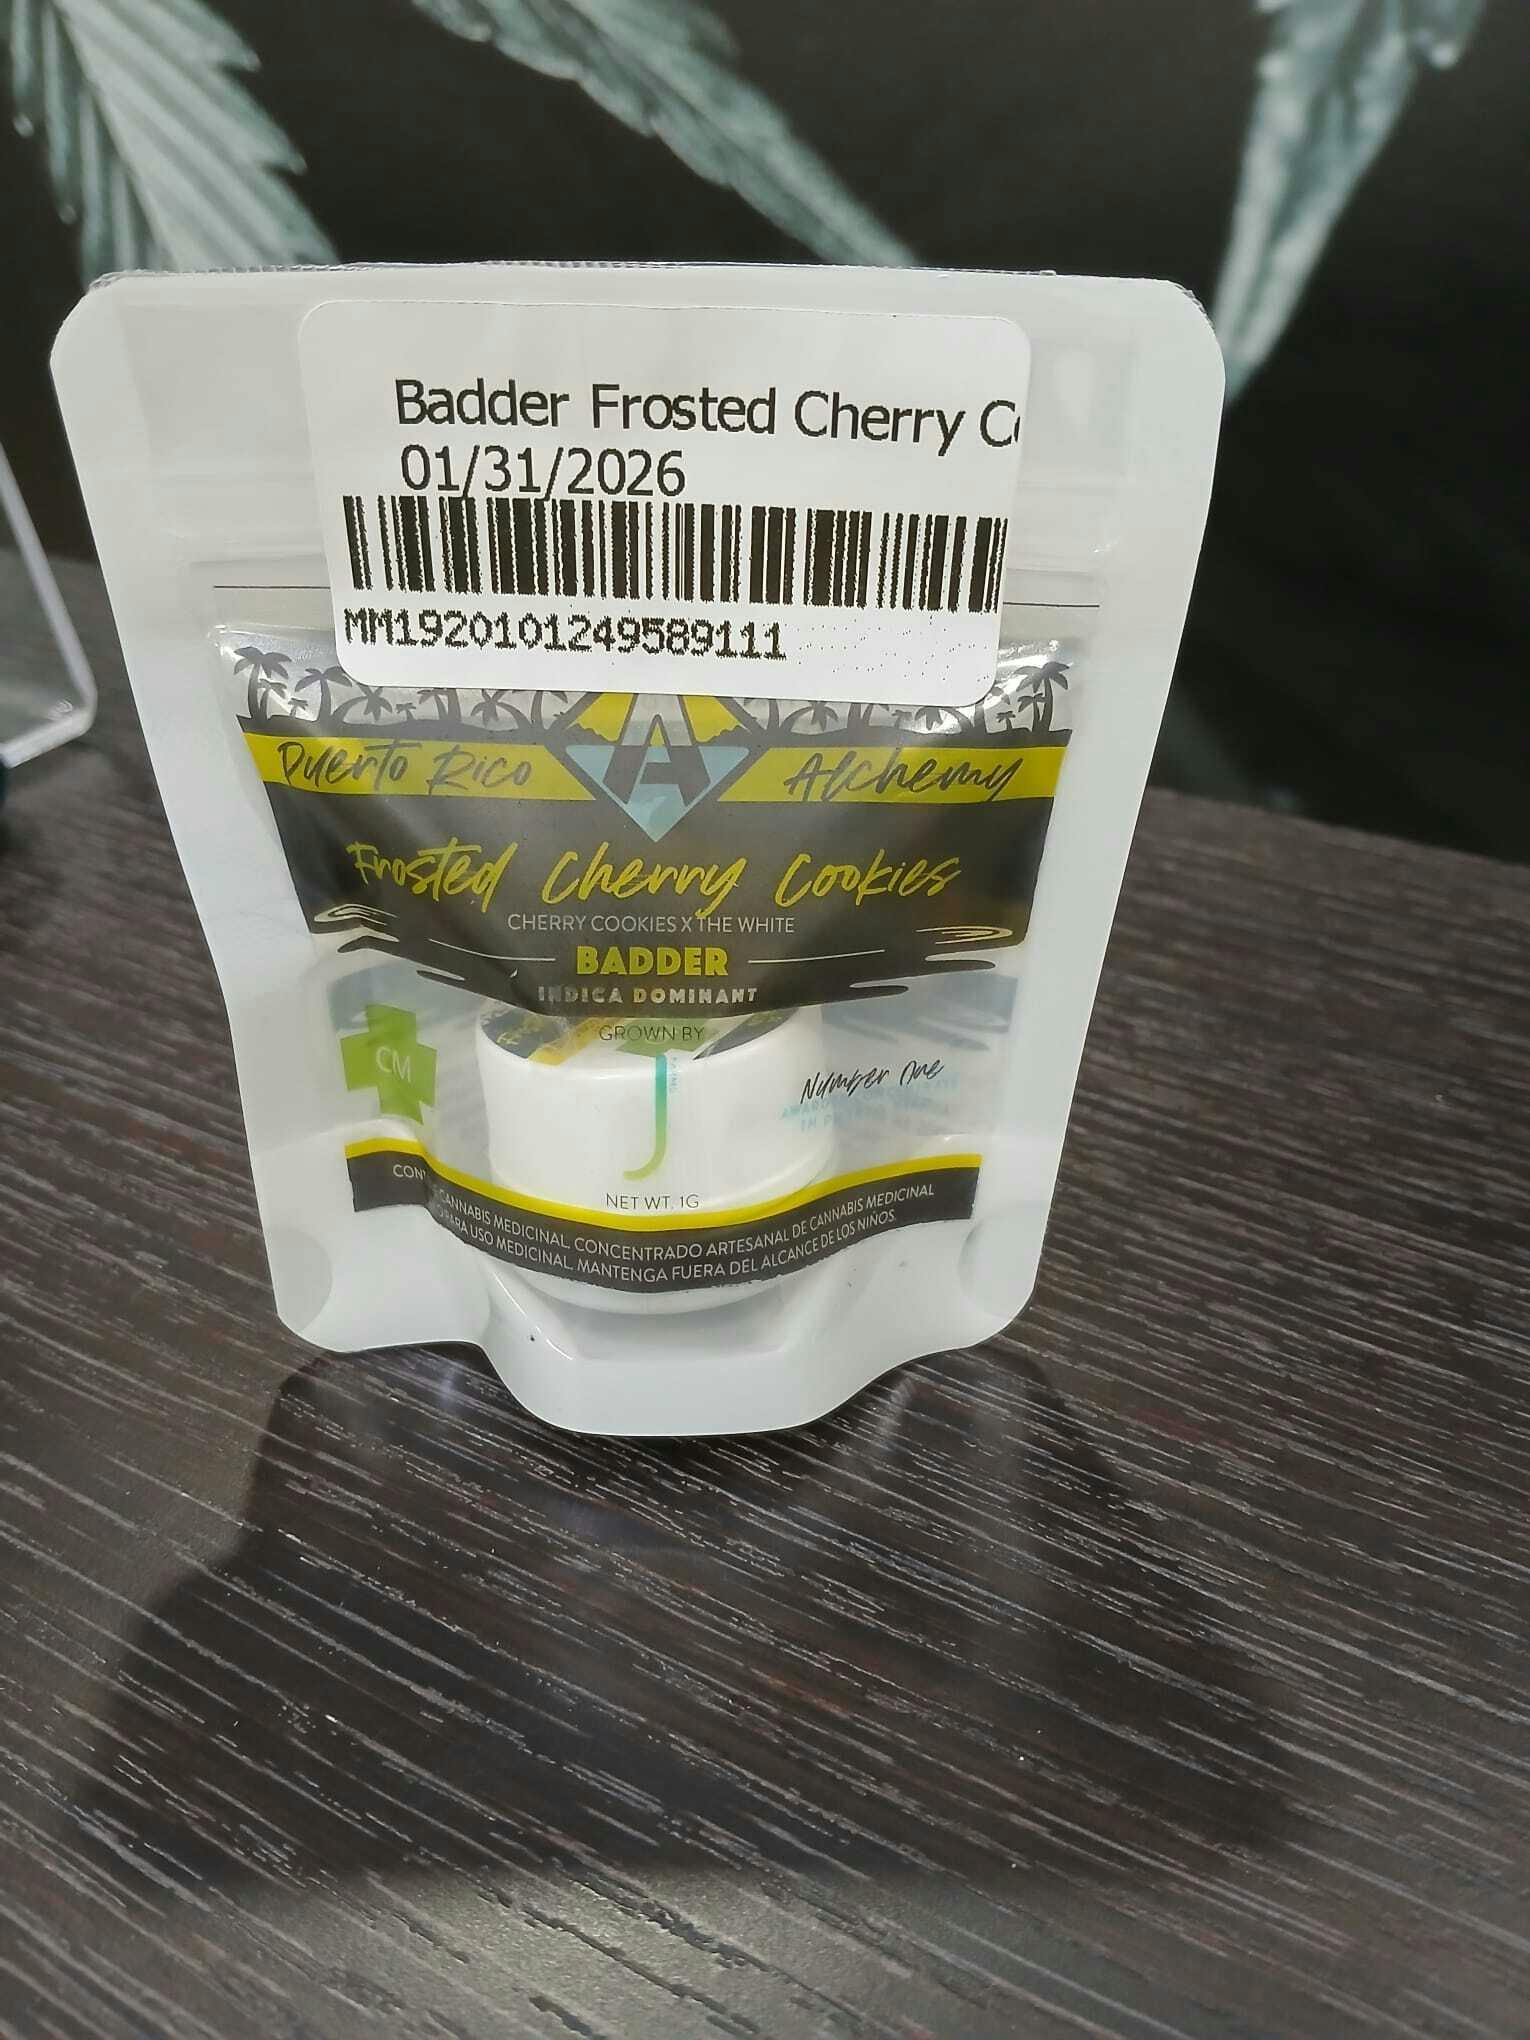 Badder Frosted Cherry
01/31/2026
MM1920101249589111
Puerto Rico A Alchemy
Frosted Cherry Cookies
CHERRY COOKIES X THE WHITE
BADDER
INDICA DOMINANT
GROWN BY
CM
Number One
NET WT. 1G
CANNABIS MEDICINAL. CONCENTRADO ARTESANAL DE CANNABIS MEDICINAL
PARA USO MEDICINAL. MANTENGA FUERA DEL ALCANCE DE LOS NIÑOS.